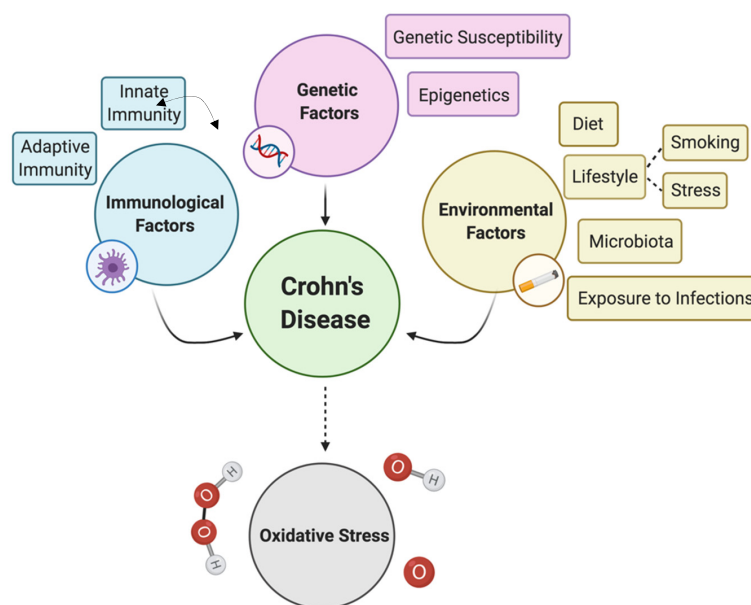 Genetic Susceptibility
Epigenetics
Genetic
Factors
Innate
Immunity
Adaptive
Immunity
Immunological
Factors
Diet
Lifestyle
Smoking
Stress
Environmental
Factors
Microbiota
Exposure to Infections
Crohn's
Disease
Oxidative Stress
H
O
O
H
O
H
O